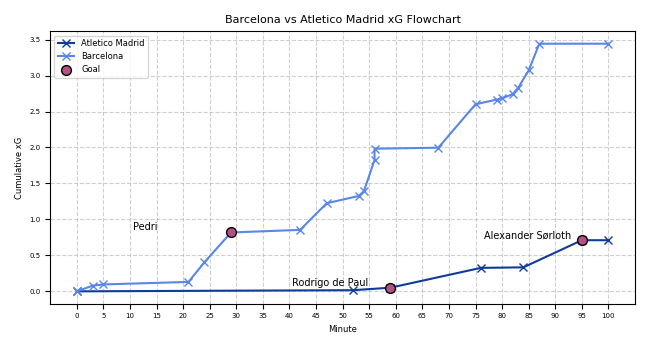 Barcelona vs Atletico Madrid xG Flowchart
Atletico Madrid
Barcelona
Goal
Cumulative xG
3.5
3.0
2.5
2.0
1.5
1.0
0.5
0.0
Pedri
Rodrigo de Paul
Alexander Sørloth
0 5 10 15 20 25 30 35 40 45 50 55 60 65 70 75 80 85 90 95 100
Minute